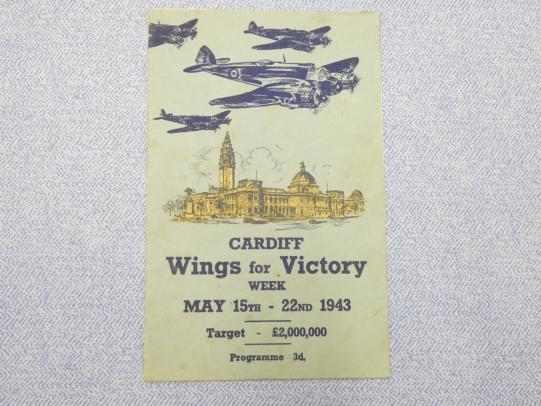 CARDIFF
Wings for Victory
WEEK
MAY 15TH - 22ND 1943
Target - £2,000,000
Programme 3d.